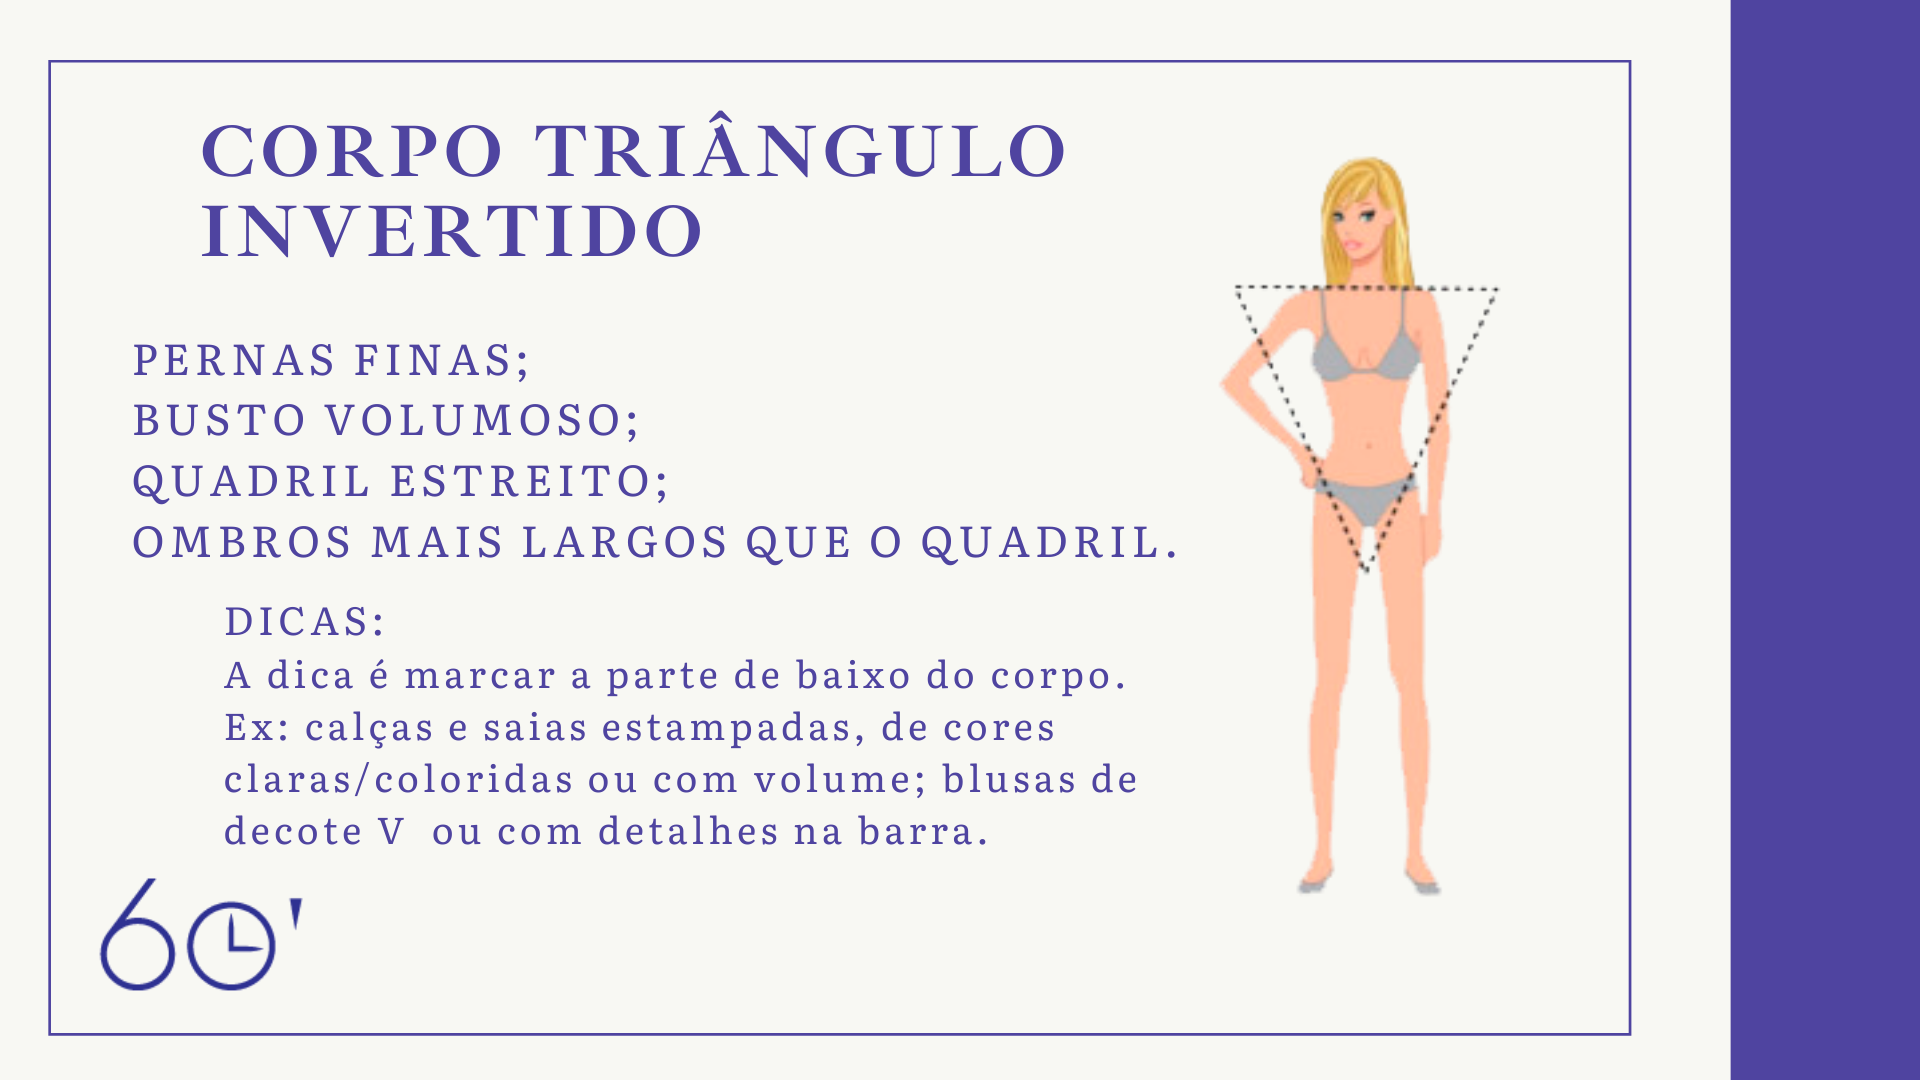 CORPO TRIÂNGULO
INVERTIDO
PERNAS FINAS;
BUSTO VOLUMOSO;
QUADRIL ESTREITO;
OMBROS MAIS LARGOS QUE O QUADRIL.
DICAS:
A dica é marcar a parte de baixo do corpo.
Ex: calças e saias estampadas, de cores
claras/coloridas ou com volume; blusas de
decote V  ou com detalhes na barra.
60'